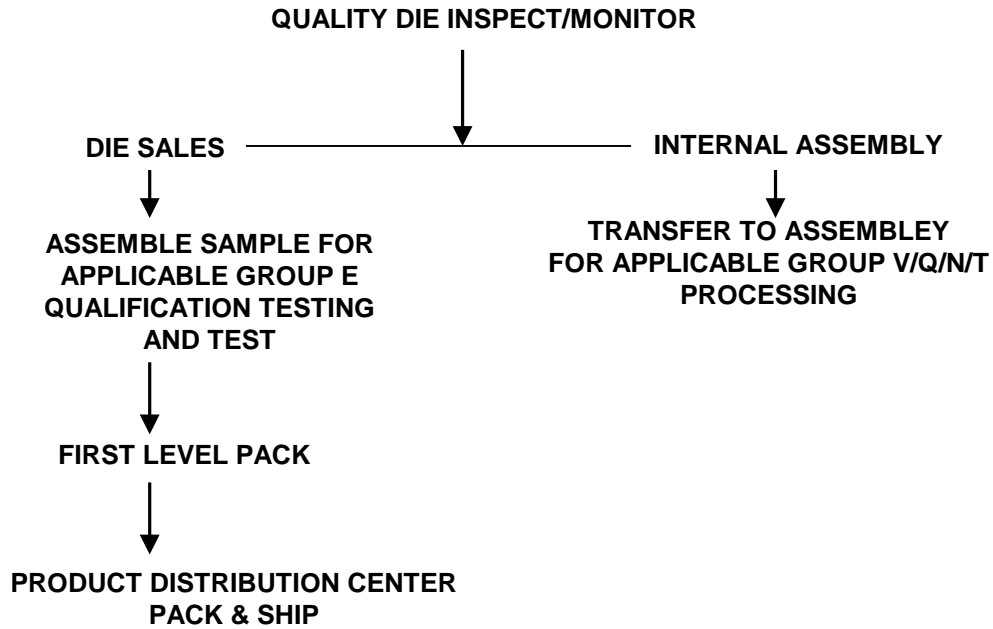 QUALITY DIE INSPECT/MONITOR
DIE SALES
INTERNAL ASSEMBLY
ASSEMBLE SAMPLE FOR
APPLICABLE GROUP E
QUALIFICATION TESTING
AND TEST
TRANSFER TO ASSEMBLEY
FOR APPLICABLE GROUP V/Q/N/T
PROCESSING
FIRST LEVEL PACK
PRODUCT DISTRIBUTION CENTER
PACK & SHIP